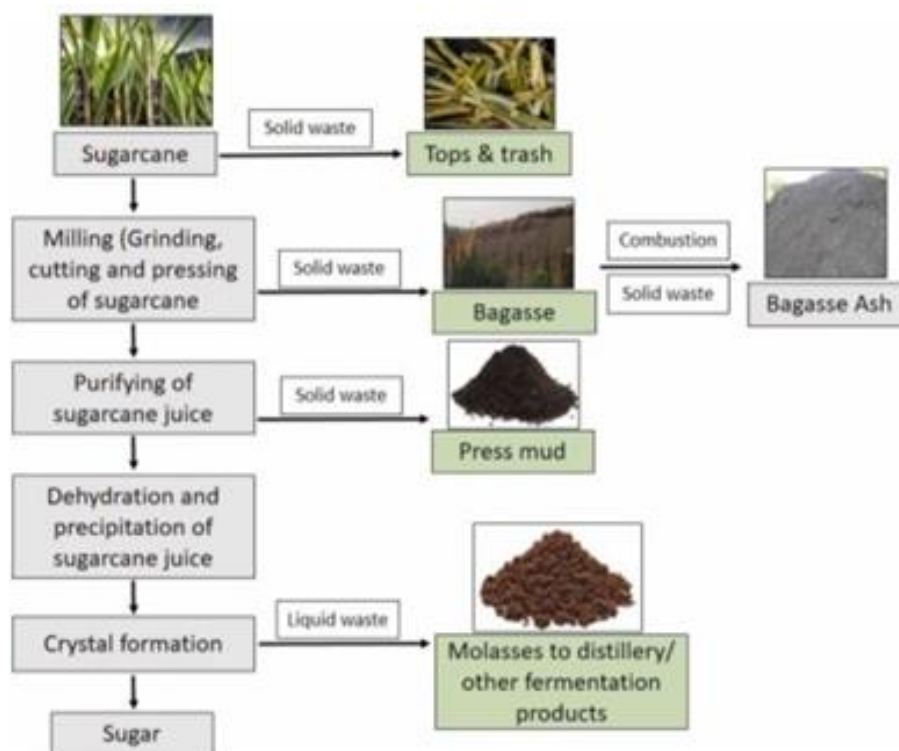 Sugarcane
Solid waste
Tops & trash
Milling (Grinding,
cutting and pressing
of sugarcane
Solid waste
Bagasse
Combustion
Solid waste
Bagasse Ash
Purifying of
sugarcane juice
Solid waste
Press mud
Dehydration and
precipitation of
sugarcane juice
Crystal formation
Liquid waste
Molasses to distillery/
other fermentation
products
Sugar